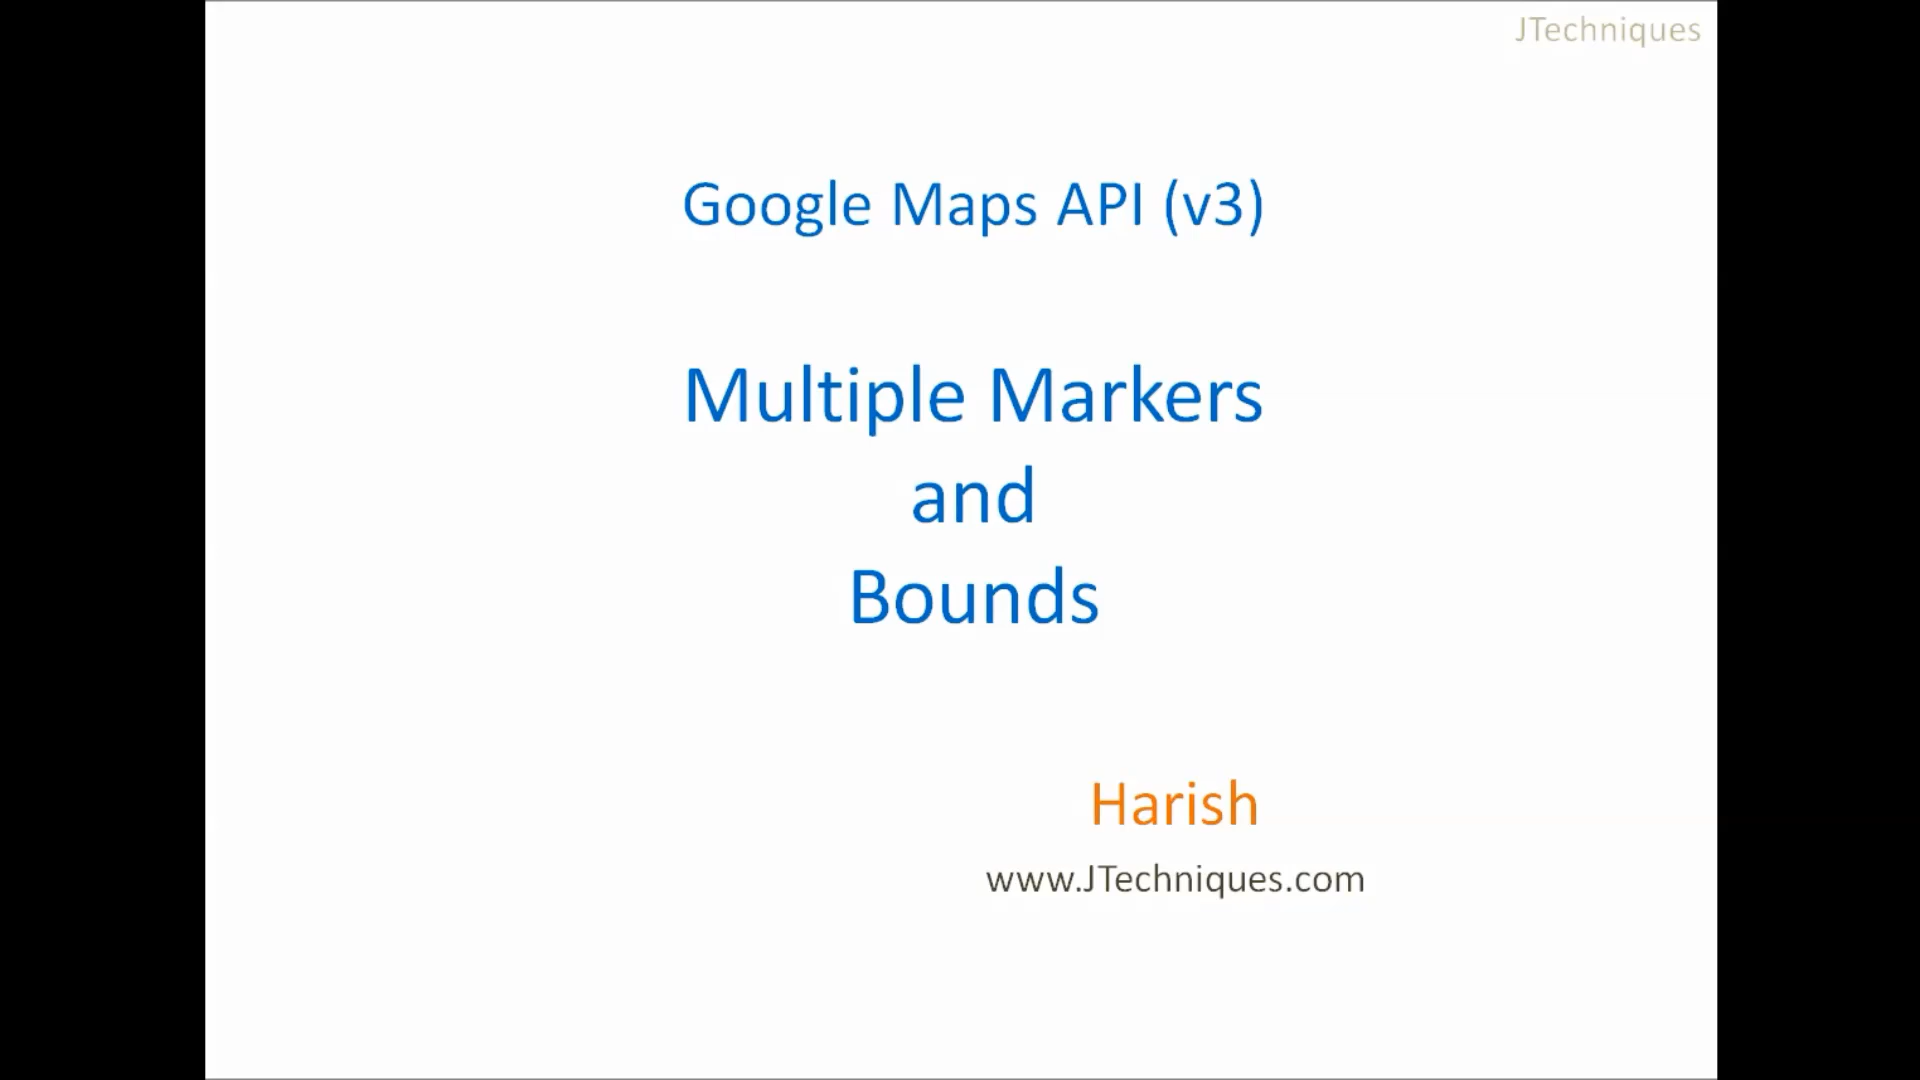 JTechniques
Google Maps API (v3)
Multiple Markers
and
Bounds
Harish
www.JTechniques.com